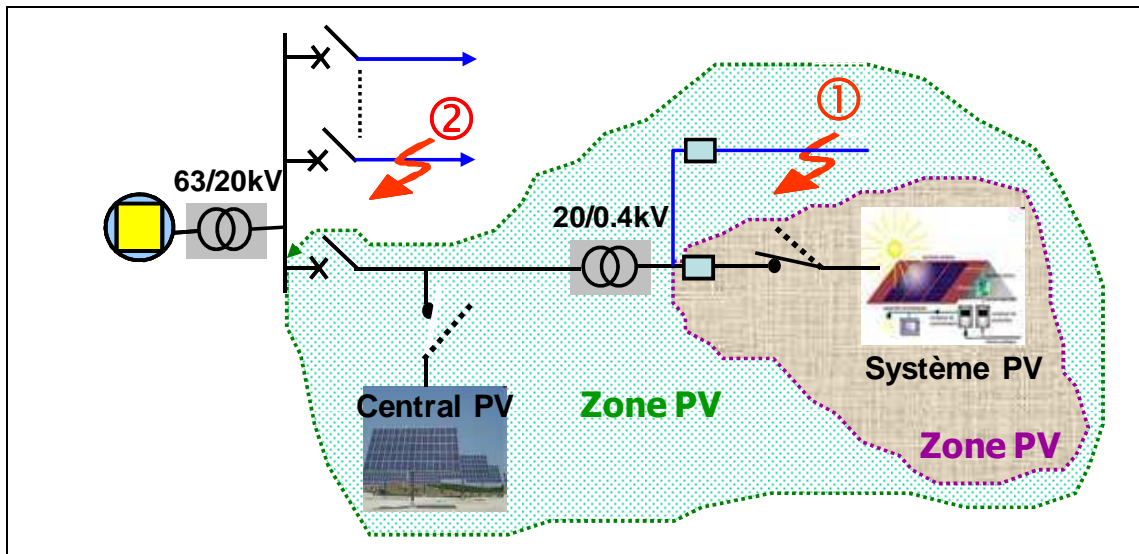 ②
①
63/20kV
20/0.4kV
Système PV
Central PV
Zone PV
Zone PV